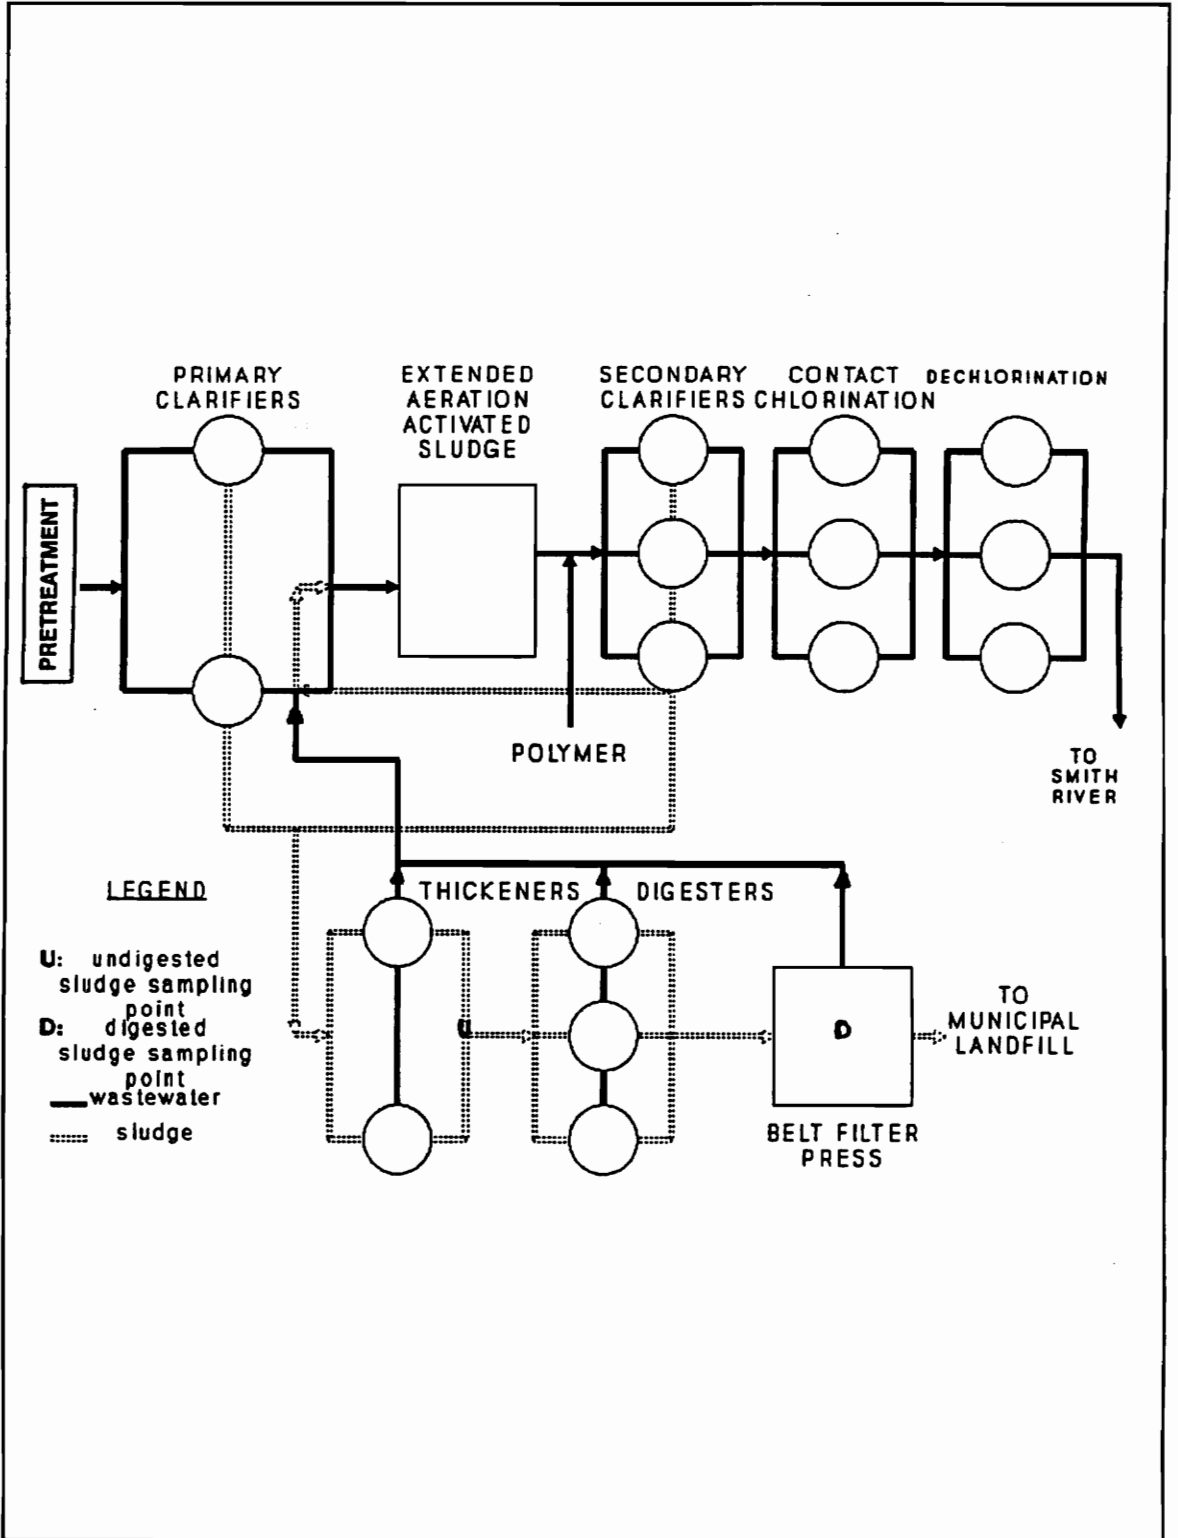 PRIMARY
CLARIFIERS
EXTENDED
AERATION
ACTIVATED
SLUDGE
SECONDARY
CLARIFIERS
CONTACT
CHLORINATION
DECHLORINATION
PRETREATMENT
POLYMER
TO
SMITH
RIVER
LEGEND
U: undigested
sludge sampling
point
D: digested
sludge sampling
point
wastewater
sludge
THICKENERS
DIGESTERS
U
D
TO
MUNICIPAL
LANDFILL
BELT FILTER
PRESS